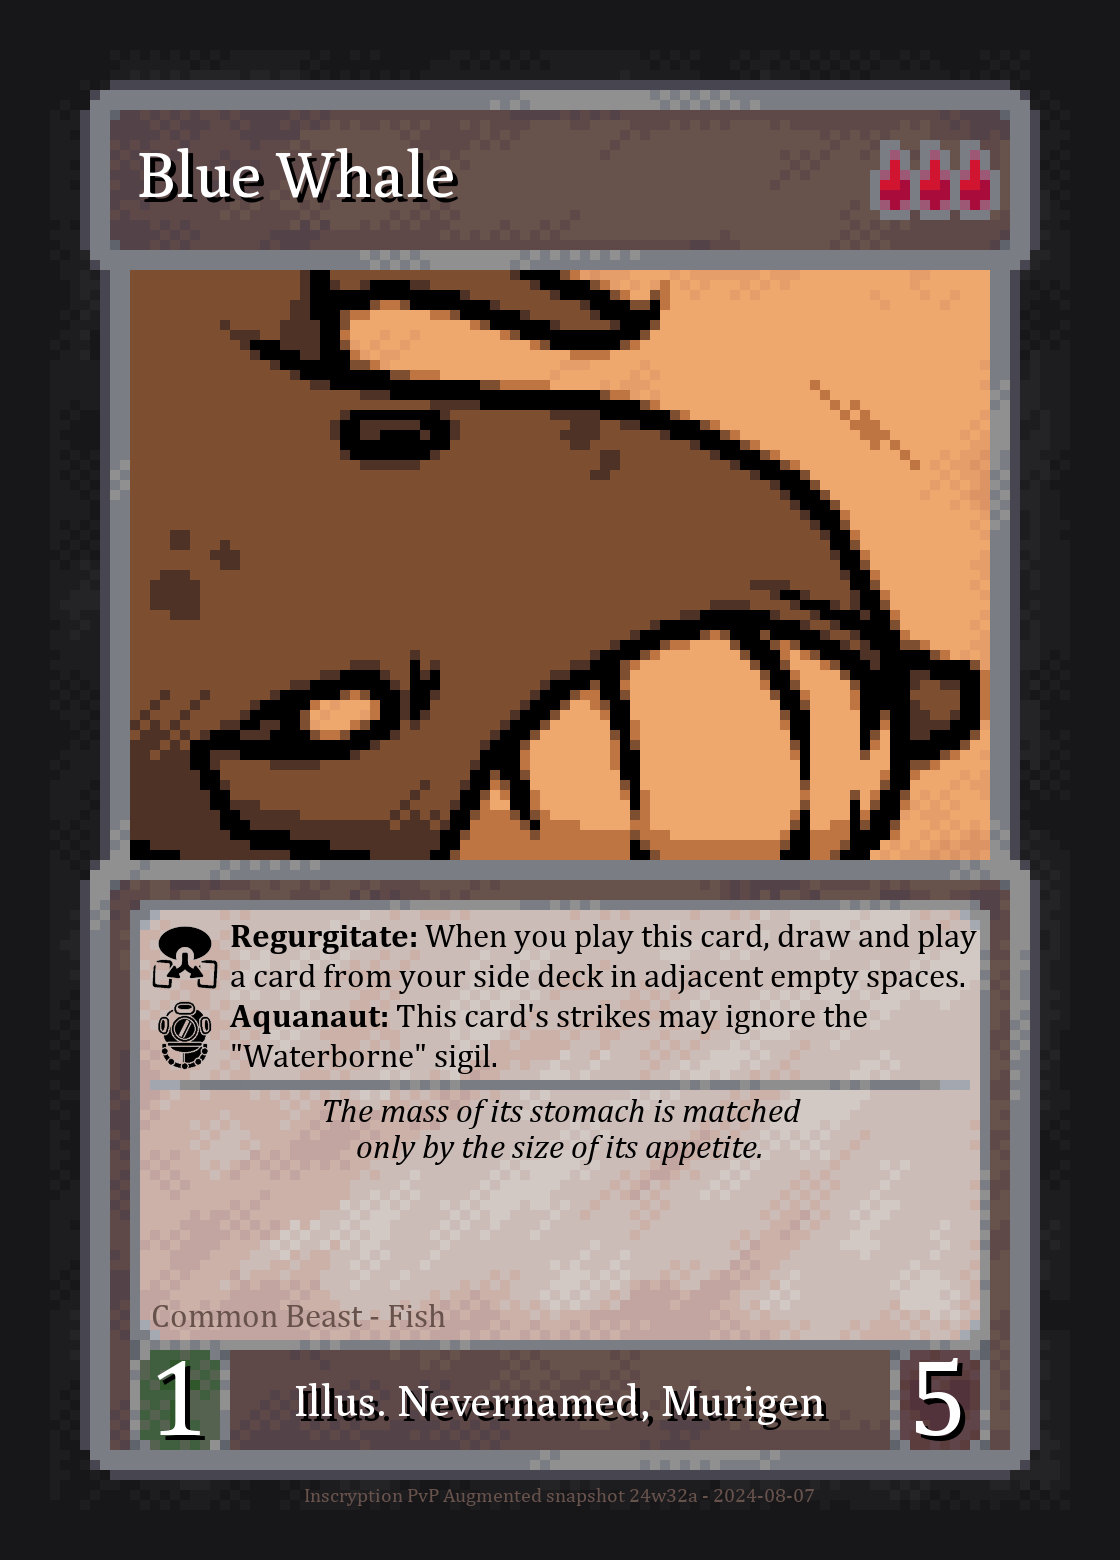 Blue Whale
Regurgitate: When you play this card, draw and play
a card from your side deck in adjacent empty spaces.
Aquanaut: This card's strikes may ignore the
"Waterborne" sigil.
The mass of its stomach is matched
only by the size of its appetite.
Common Beast - Fish
1 Illus. Nevernamed, Murigen 5
Inscryption PvP Augmented snapshot 24w32a - 2024-08-07